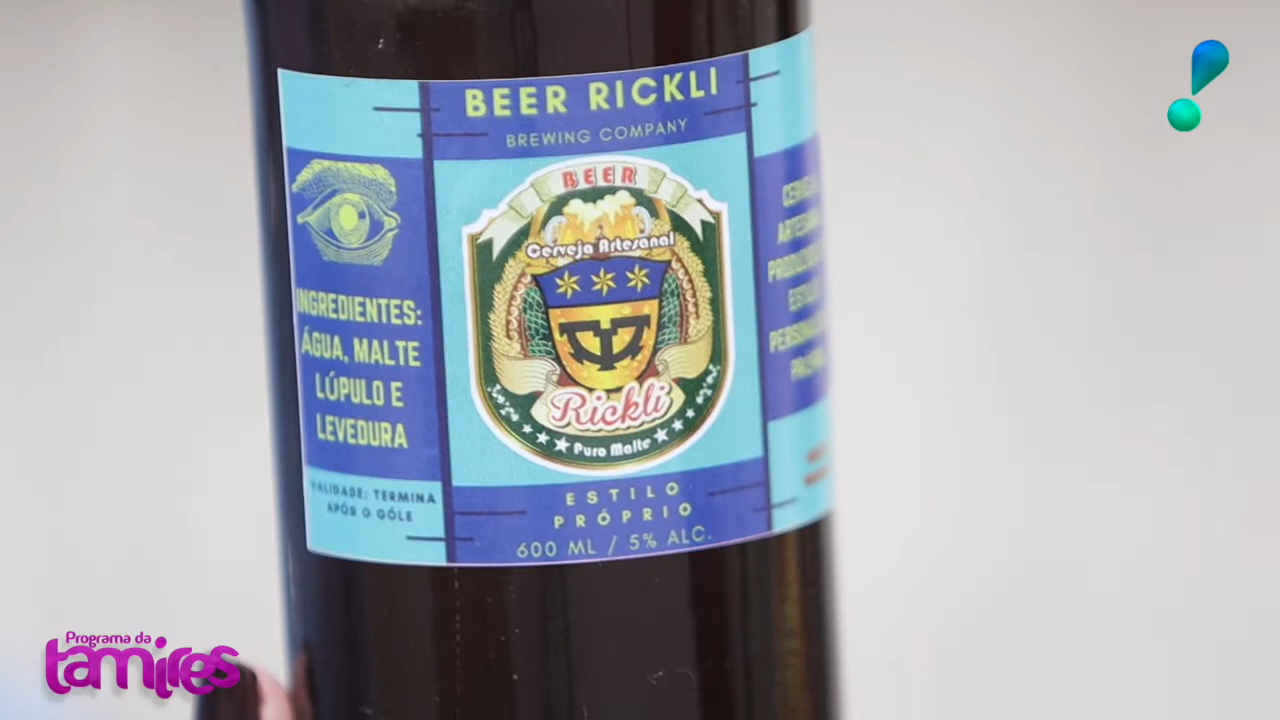 BEER RICKLI
BREWING COMPANY
BEER
Cerveja Artesanal
Rickli
Puro Malte
INGREDIENTES:
ÁGUA, MALTE
LÚPULO E
LEVEDURA
VALIDADE: TERMINA
APÓS O GÓLE
ESTILO
PRÓPRIO
600 ML / 5% ALC.
Programa da
tamires